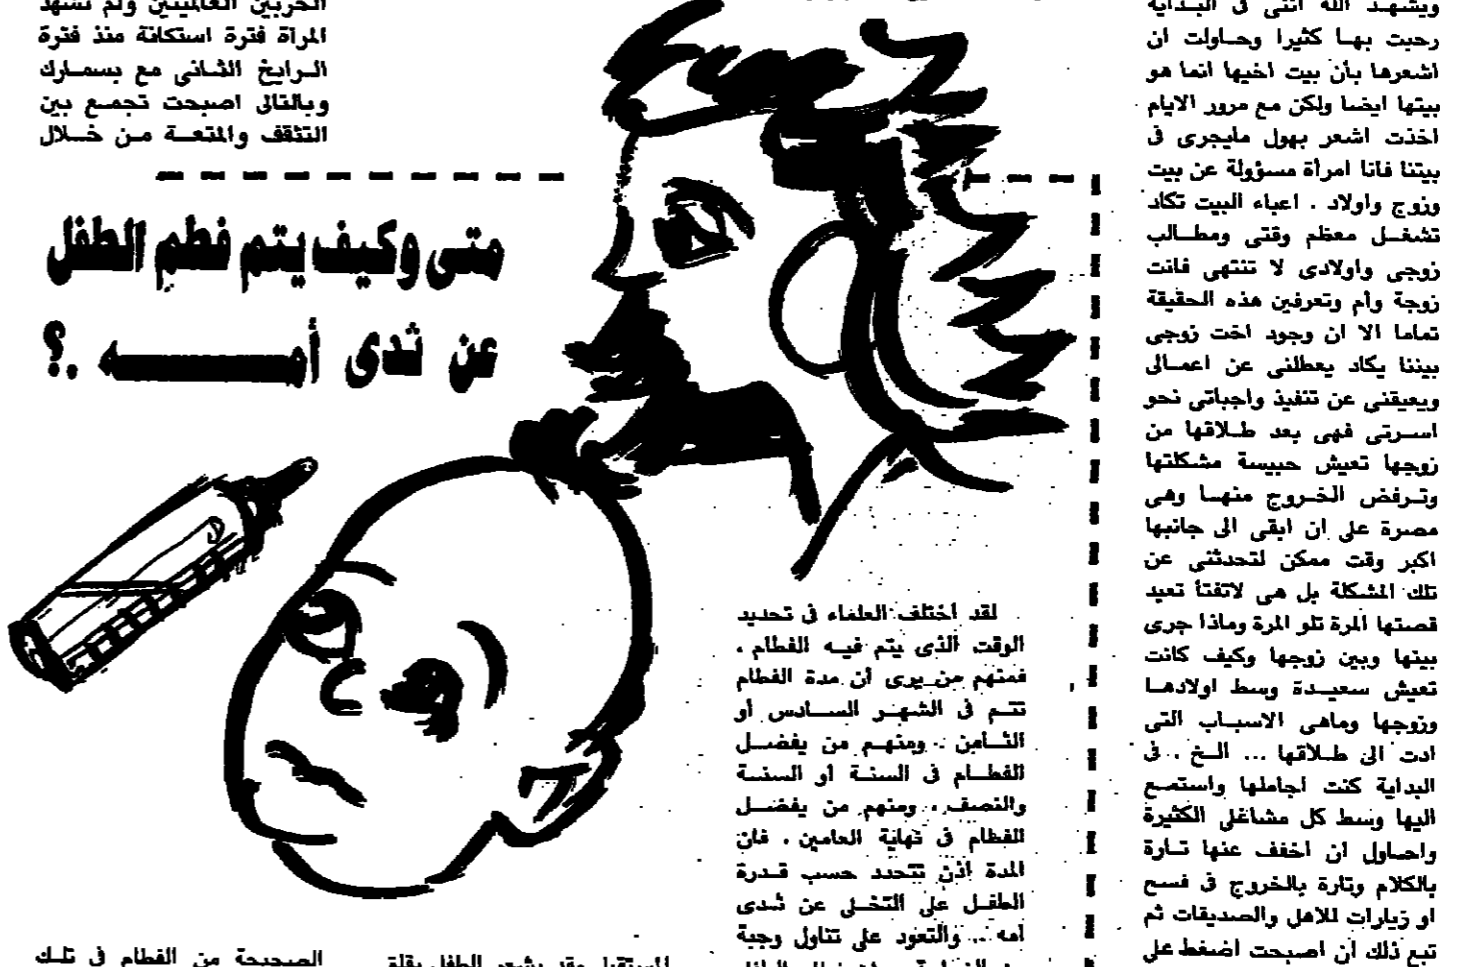 ويشهد الله اننى فى البداية
رحبت بها كثيرا وحاولت ان
اشعرها بأن بيت اخيها انما هو
بيتها ايضا ولكن مع مرور الايام
اخذت اشعر بهول مايجرى فى
بيتنا فانا امرأة مسؤولة عن بيت
وزوج واولاد . اعباء البيت تكاد
تشغل معظم وقتى ومطالب
زوجى واولادى لا تنتهى فانت
زوجة وأم وتعرفين هذه الحقيقة
تماما الا ان وجود اخت زوجى
بيننا يكاد يعطلنى عن اعمالى
ويعيقنى عن تنفيذ واجباتى نحو
اسرتى فهى بعد طلاقها من
زوجها تعيش حبيسة مشكلتها
وترفض الخروج منها وهى
مصرة على ان ابقى الى جانبها
اكبر وقت ممكن لتحدثنى عن
تلك المشكلة بل هى لاتفتأ تعيد
قصتها المرة تلو المرة وماذا جرى
بينها وبين زوجها وكيف كانت
تعيش سعيدة وسط اولادها
وزوجها وماهى الاسباب التى
ادت الى طلاقها ... الخ . فى
البداية كنت اجاملها واستمع
اليها وسط كل مشاغلى الكثيرة
واحاول ان اخفف عنها تارة
بالكلام وتارة بالخروج فى فسح
او زيارات للاهل والصديقات ثم
تبع ذلك ان اصبحت اضغط على
الحربين العالميتين ولم تشهد
المرأة فترة استكانة منذ فترة
الرايخ الثانى مع بسمارك
وبالتالى اصبحت تجمع بين
التثقف والمتعة من خلال
متى وكيف يتم فطم الطفل
عن ثدى أمه .؟
لقد اختلف العلماء فى تحديد
الوقت الذى يتم فيه الفطام .
فمنهم من يرى أن مدة الفطام
تتم فى الشهر السادس أو
الثامن . ومنهم من يفضل
الفطام فى السنة أو السنة
والنصف . ومنهم من يفضل
الفطام فى نهاية العامين . فان
المدة اذن تتحدد حسب قدرة
الطفل على التخلى عن ثدى
أمه .. والتعود على تناول وجبة
يشعر الطفل بقلق
الصحيحة من الفطام فى تلك